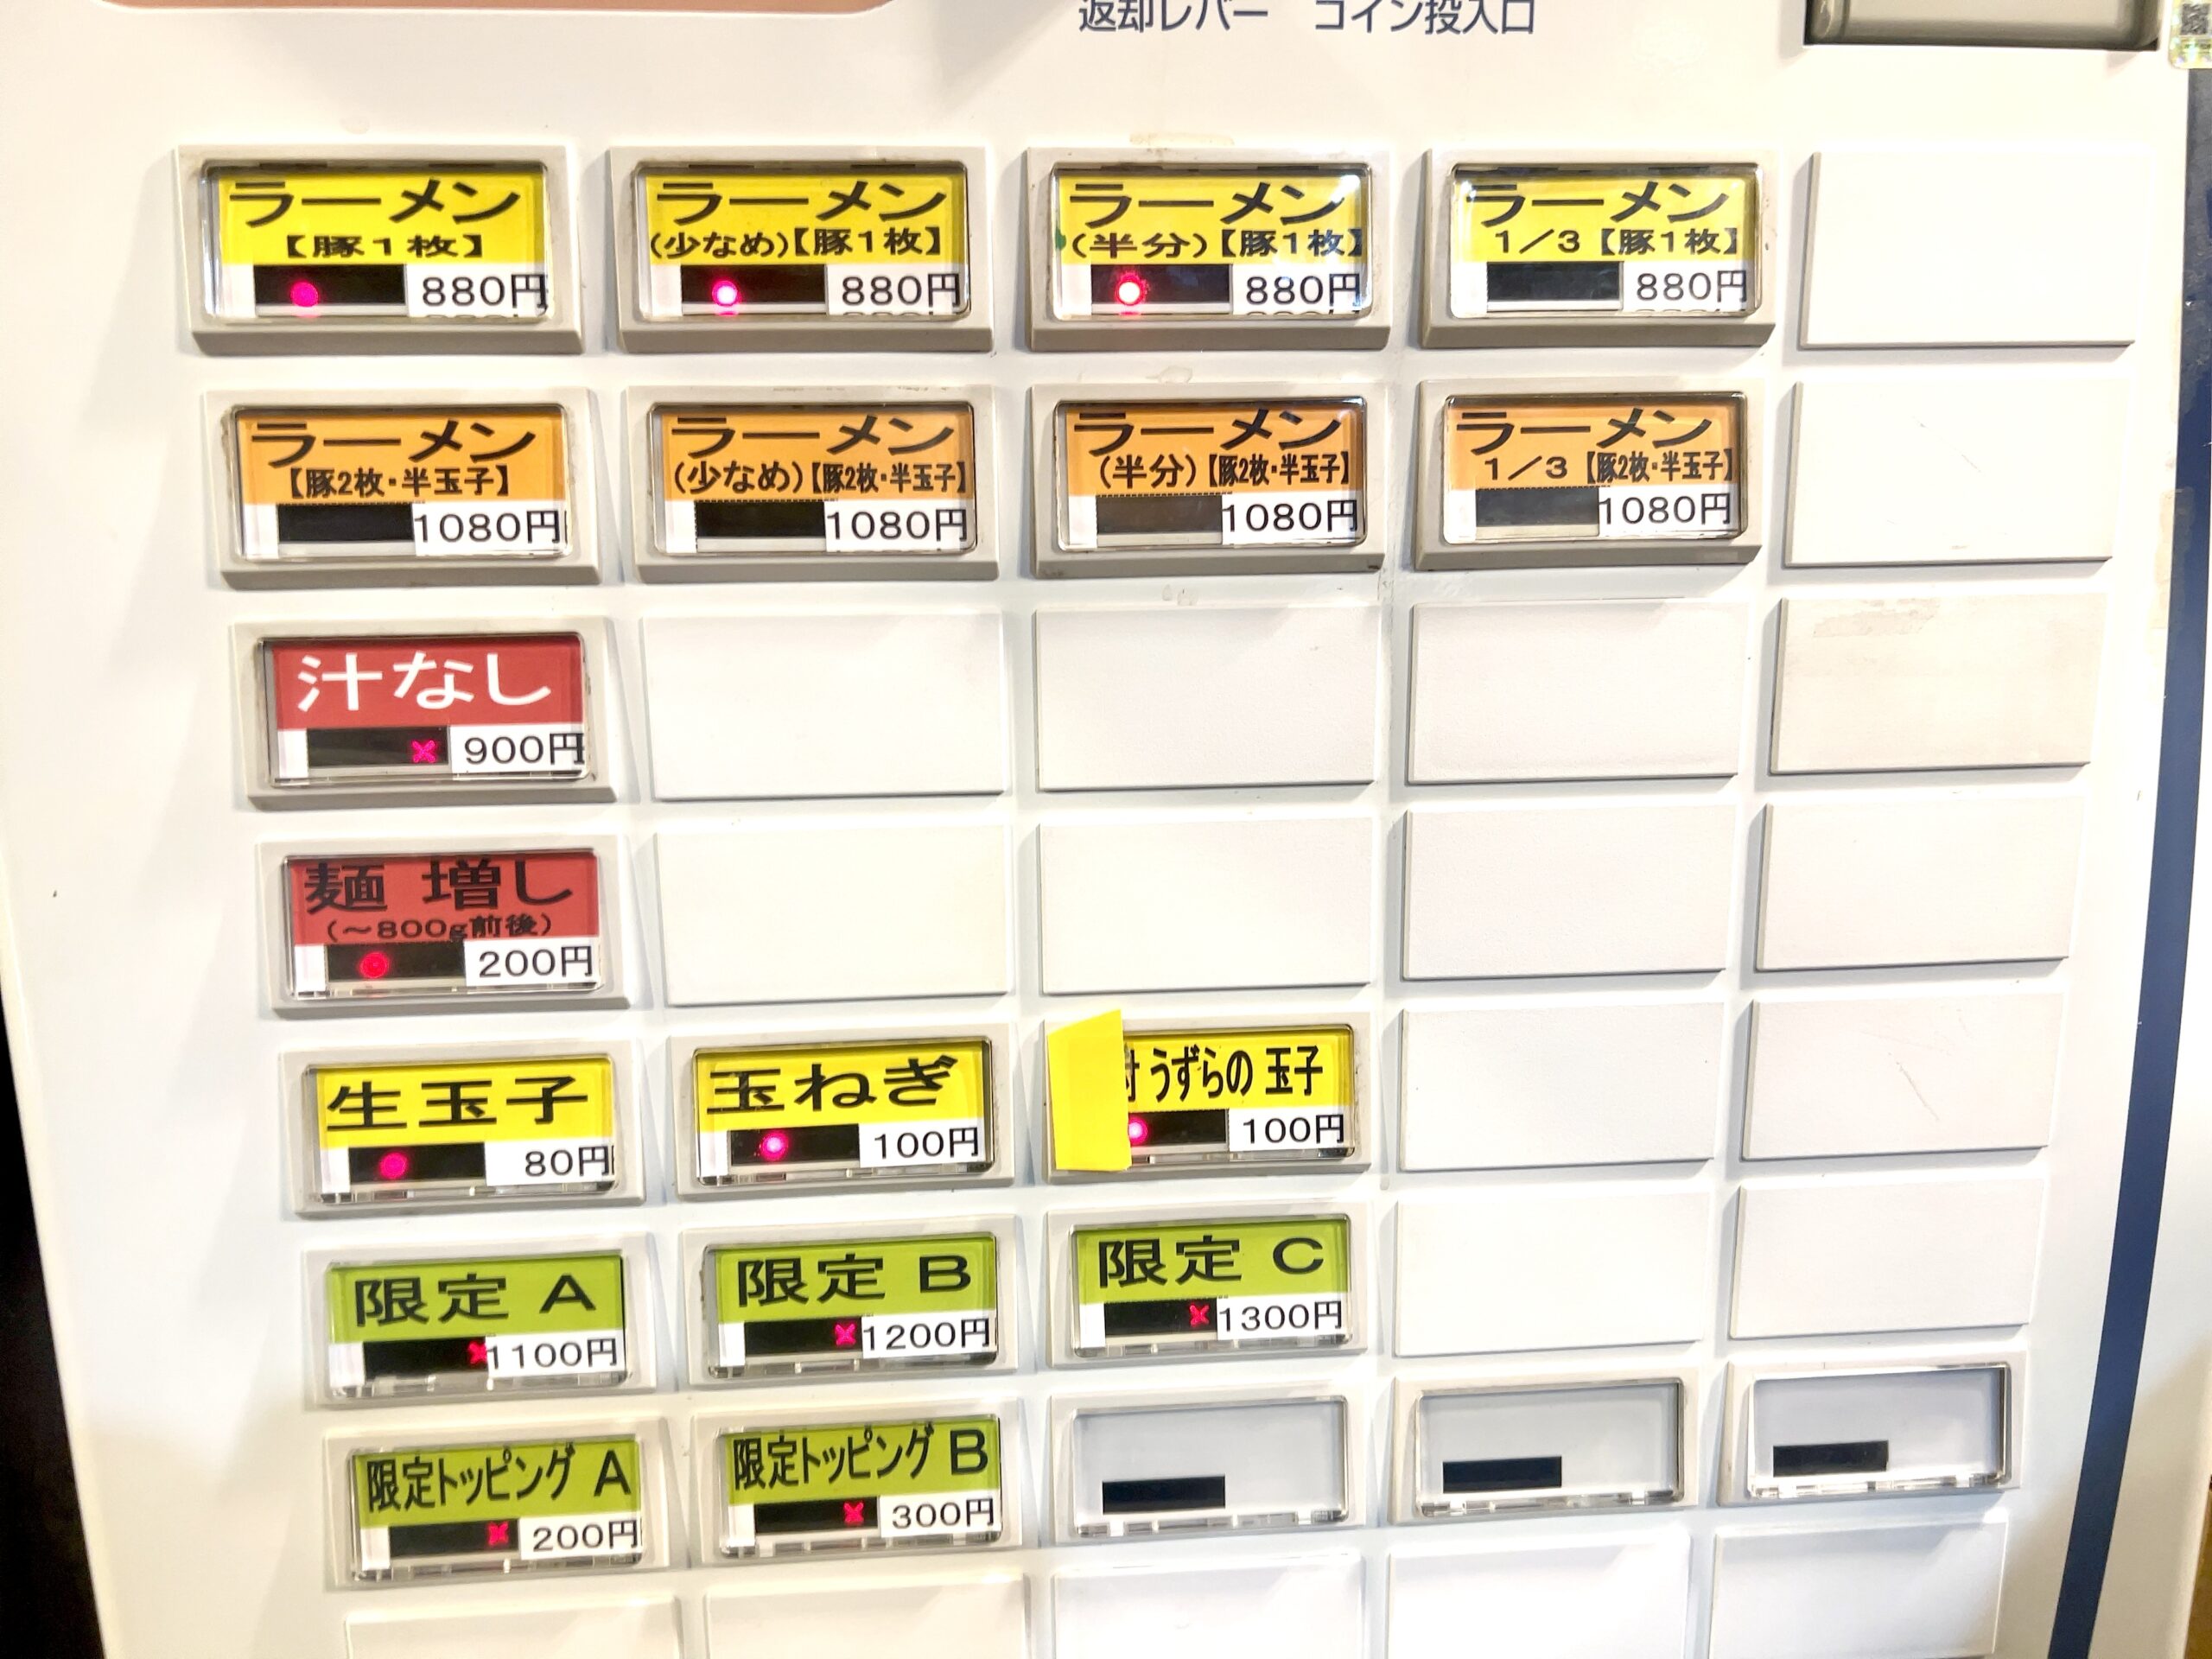 返却レバー　コイン投入口
ラーメン
【豚1枚】
880円
ラーメン
(少なめ)【豚1枚】
880円
ラーメン
(半分)【豚1枚】
880円
ラーメン
1/3【豚1枚】
880円
ラーメン
【豚2枚・半玉子】
1080円
ラーメン
(少なめ)【豚2枚・半玉子】
1080円
ラーメン
(半分)【豚2枚・半玉子】
1080円
ラーメン
1/3【豚2枚・半玉子】
1080円
汁なし
900円
麺 増し
(～800g前後)
200円
生玉子
80円
玉ねぎ
100円
うずらの 玉子
100円
限定 A
1100円
限定 B
1200円
限定 C
1300円
限定トッピング A
200円
限定トッピング B
300円